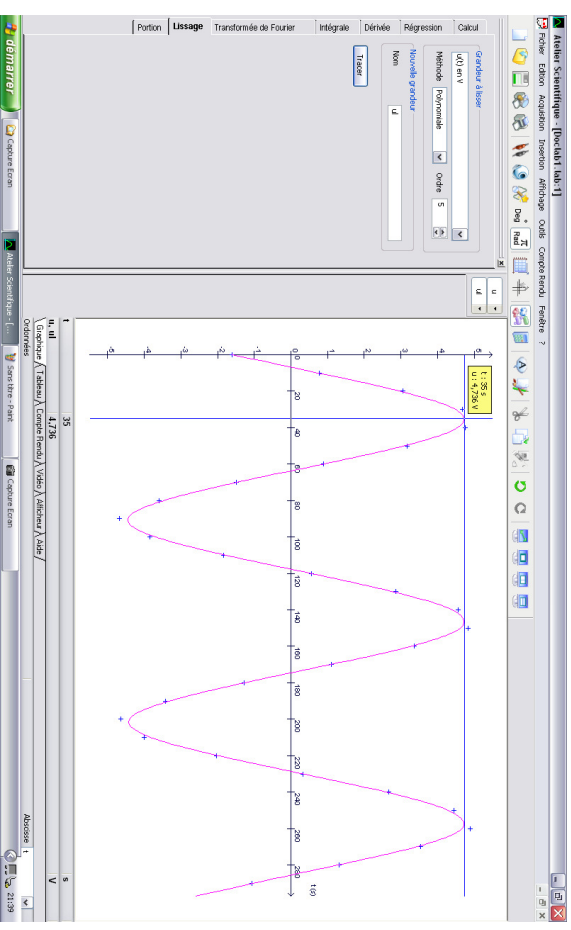 Atelier Scientifique - [Doclab1.lab:1]
Fichier Edition Acquisition Insertion Affichage Outils Compte Rendu Fenêtre ?
Deg ° Rad π
Grandeur à lisser
u(t) en V
Méthode Polynomiale Ordre 5
Nouvelle grandeur
Nom ul
Tracer
Calcul
Régression
Dérivée
Intégrale
Transformée de Fourier
Lissage
Portion
u
ul
t: 35 s
u: 4,736 V
5
4
3
2
1
0
-1
-2
-3
-4
-5
20 40 60 80 100 120 140 160 180 200 220 240 260 280
t (s)
t 35 s
u, ul 4,736 V
Graphique Tableau Compte Rendu Vidéo Afficheur Aide
Ordonnées Abscisse t
démarrer Capture Ecran Atelier Scientifique - [... Sans titre - Paint Capture Ecran 21:39